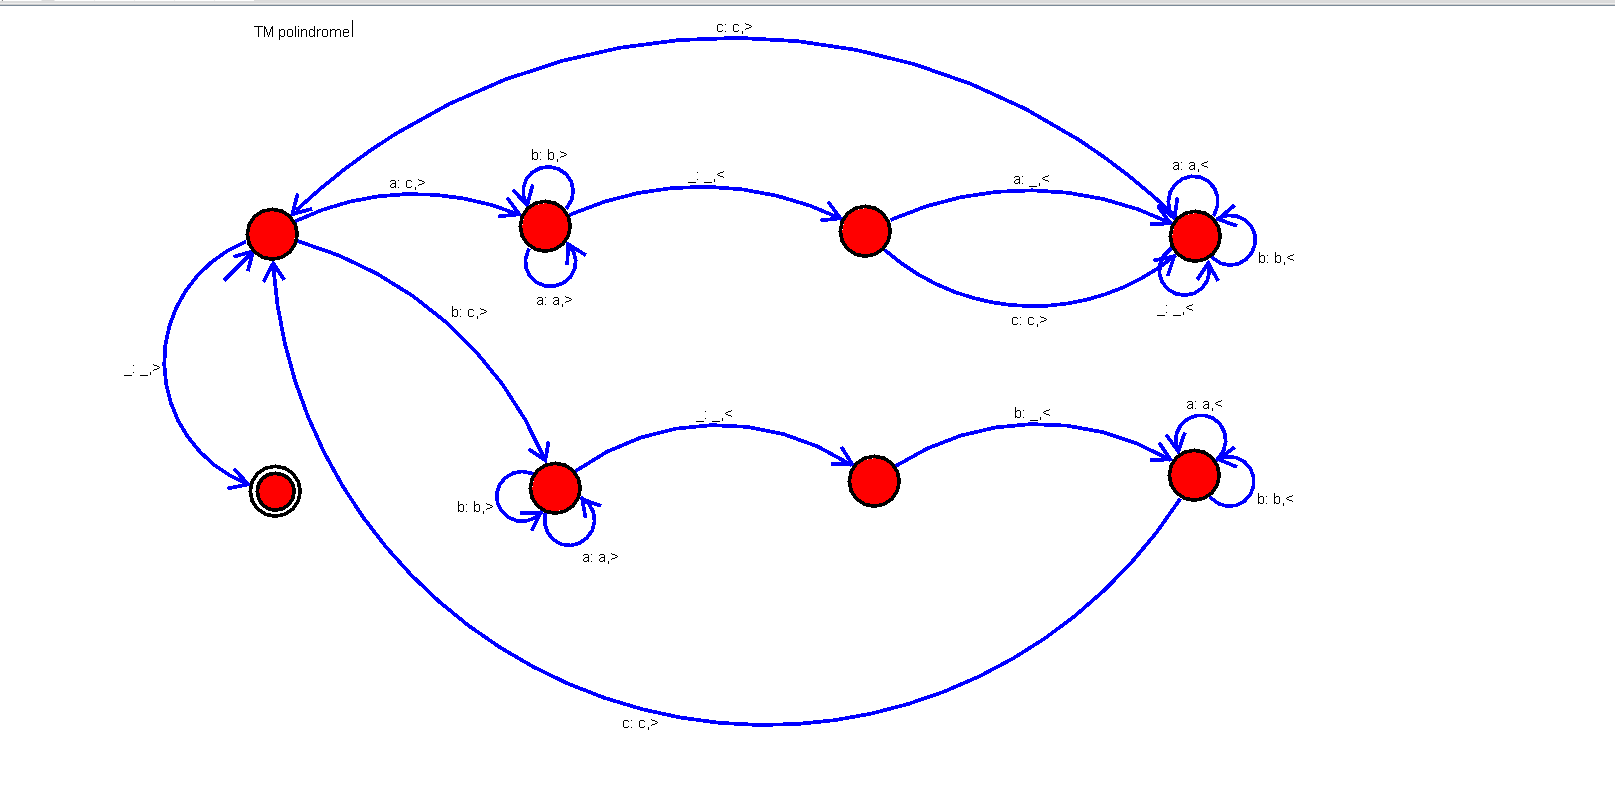 TM polindrome
c: c,>
b: b,>
a: a,<
_: _,<
a: _,<
a: c,>
b: b,<
a: a,>
_: _,<
b: c,>
c: c,>
_: _,>
a: a,<
_: _,<
b: _,<
b: b,<
b: b,>
a: a,>
c: c,>